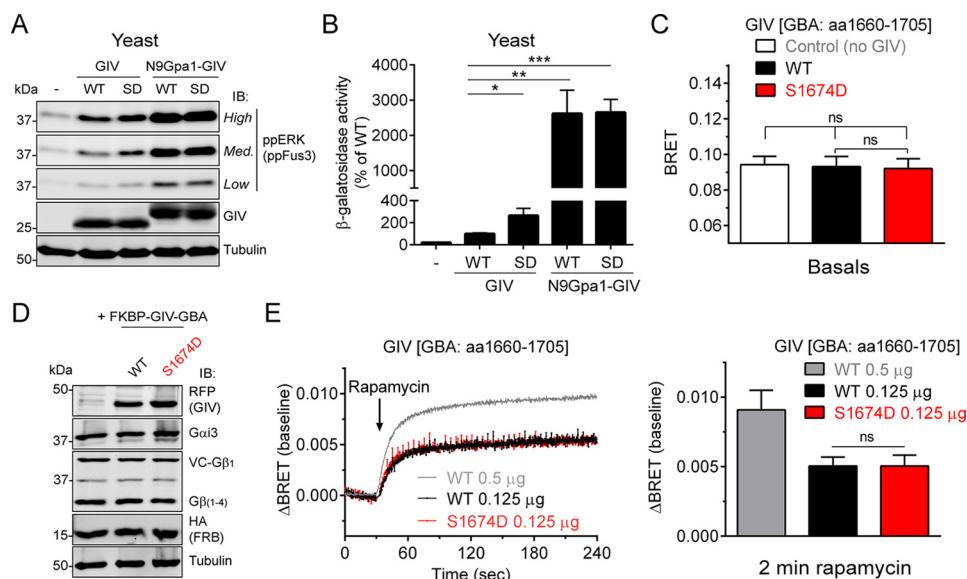 A
Yeast
GIV N9Gpa1-GIV
kDa - WT SD WT SD IB:
37 High
37 Med.
37 Low
ppERK
(ppFus3)
25 GIV
50 Tubulin
B
Yeast
β-galatosidase activity
(% of WT)
***
**
*
4000
3000
2000
1000
400
200
0
- WT SD WT SD
GIV N9Gpa1-GIV
C
GIV [GBA: aa1660-1705]
Control (no GIV)
WT
S1674D
BRET
0.14
0.12
0.10
0.08
0.06
ns
ns
Basals
D
+ FKBP-GIV-GBA
kDa WT S1674D IB:
50 RFP
(GIV)
37 Gαi3
VC-Gβ1
37
Gβ(1-4)
15 HA
(FRB)
50 Tubulin
E
GIV [GBA: aa1660-1705]
ΔBRET (baseline)
0.010
0.005
0.000
Rapamycin
WT 0.5 µg
WT 0.125 µg
S1674D 0.125 µg
0 60 120 180 240
Time (sec)
GIV [GBA: aa1660-1705]
WT 0.5 µg
WT 0.125 µg
S1674D 0.125 µg
ΔBRET (baseline)
0.010
0.005
0.000
ns
2 min rapamycin